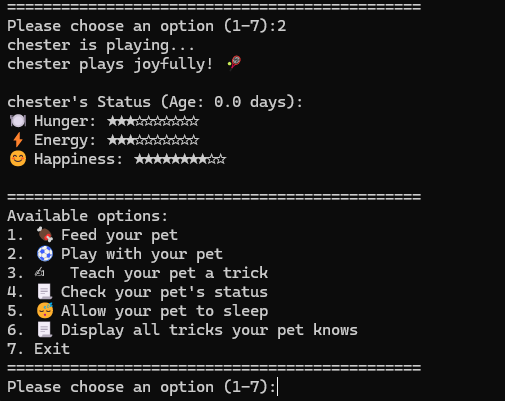 ==============================================
Please choose an option (1-7):2
chester is playing...
chester plays joyfully! 🏓

chester's Status (Age: 0.0 days):
🍽️ Hunger: ★★★☆☆☆☆☆☆☆
⚡ Energy: ★★★☆☆☆☆☆☆☆
😊 Happiness: ★★★★★★★★☆☆

==============================================
Available options:
1. 🍖 Feed your pet
2. ⚽ Play with your pet
3. ✍ Teach your pet a trick
4. 📃 Check your pet's status
5. 😴 Allow your pet to sleep
6. 📃 Display all tricks your pet knows
7. Exit
==============================================
Please choose an option (1-7):